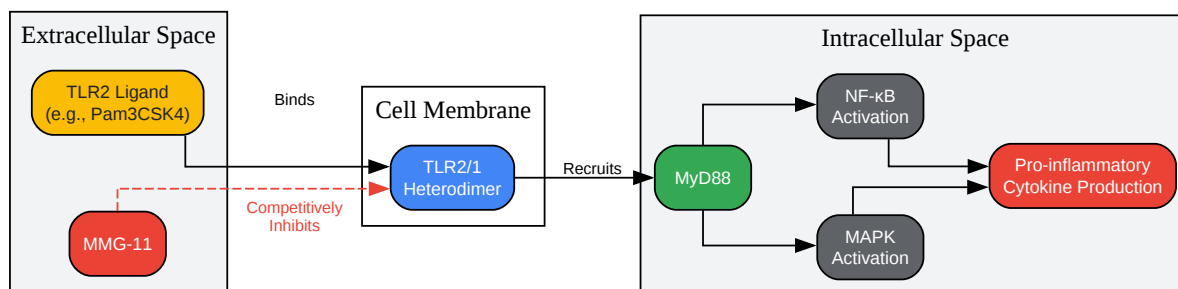 Extracellular Space
TLR2 Ligand
(e.g., Pam3CSK4)
MMG-11
Binds
Competitively
Inhibits
Cell Membrane
TLR2/1
Heterodimer
Recruits
Intracellular Space
MyD88
NF-κB
Activation
MAPK
Activation
Pro-inflammatory
Cytokine Production